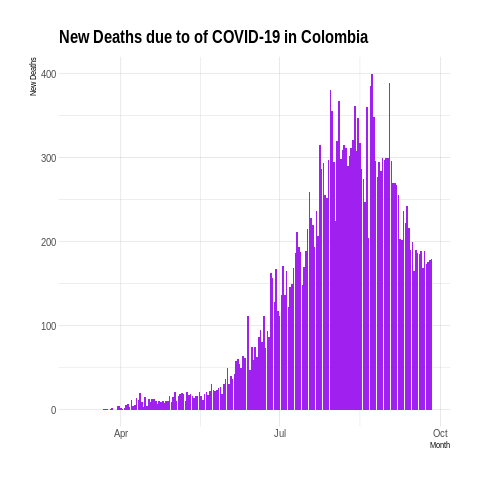 New Deaths due to of COVID-19 in Colombia
New Deaths
400
300
200
100
0
Apr
Jul
Oct
Month